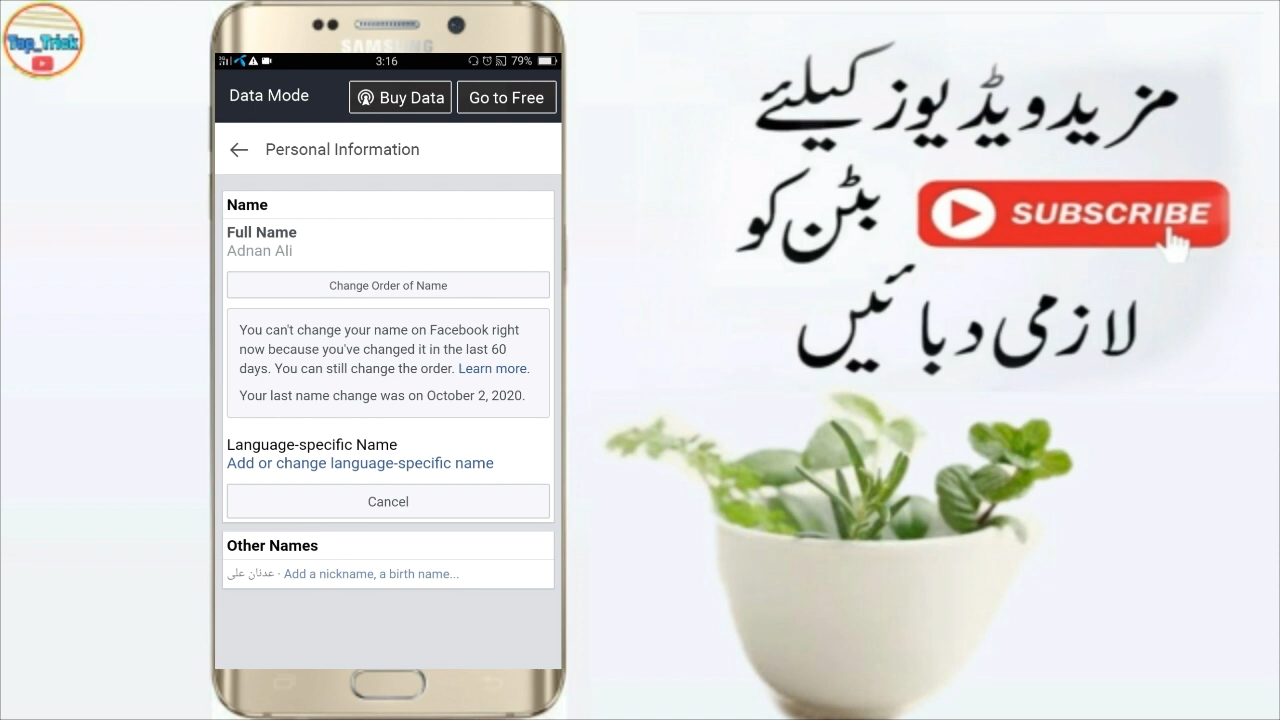 Top_Trick
SAMSUNG
3G
3:16
79%
Data Mode
Buy Data
Go to Free
Personal Information
Name
Full Name
Adnan Ali
Change Order of Name
You can't change your name on Facebook right
now because you've changed it in the last 60
days. You can still change the order. Learn more.
Your last name change was on October 2, 2020.
Language-specific Name
Add or change language-specific name
Cancel
Other Names
عدنان علی · Add a nickname, a birth name...
مزید ویڈیوز کیلئے
SUBSCRIBE بٹن کو
لازمی دبائیں